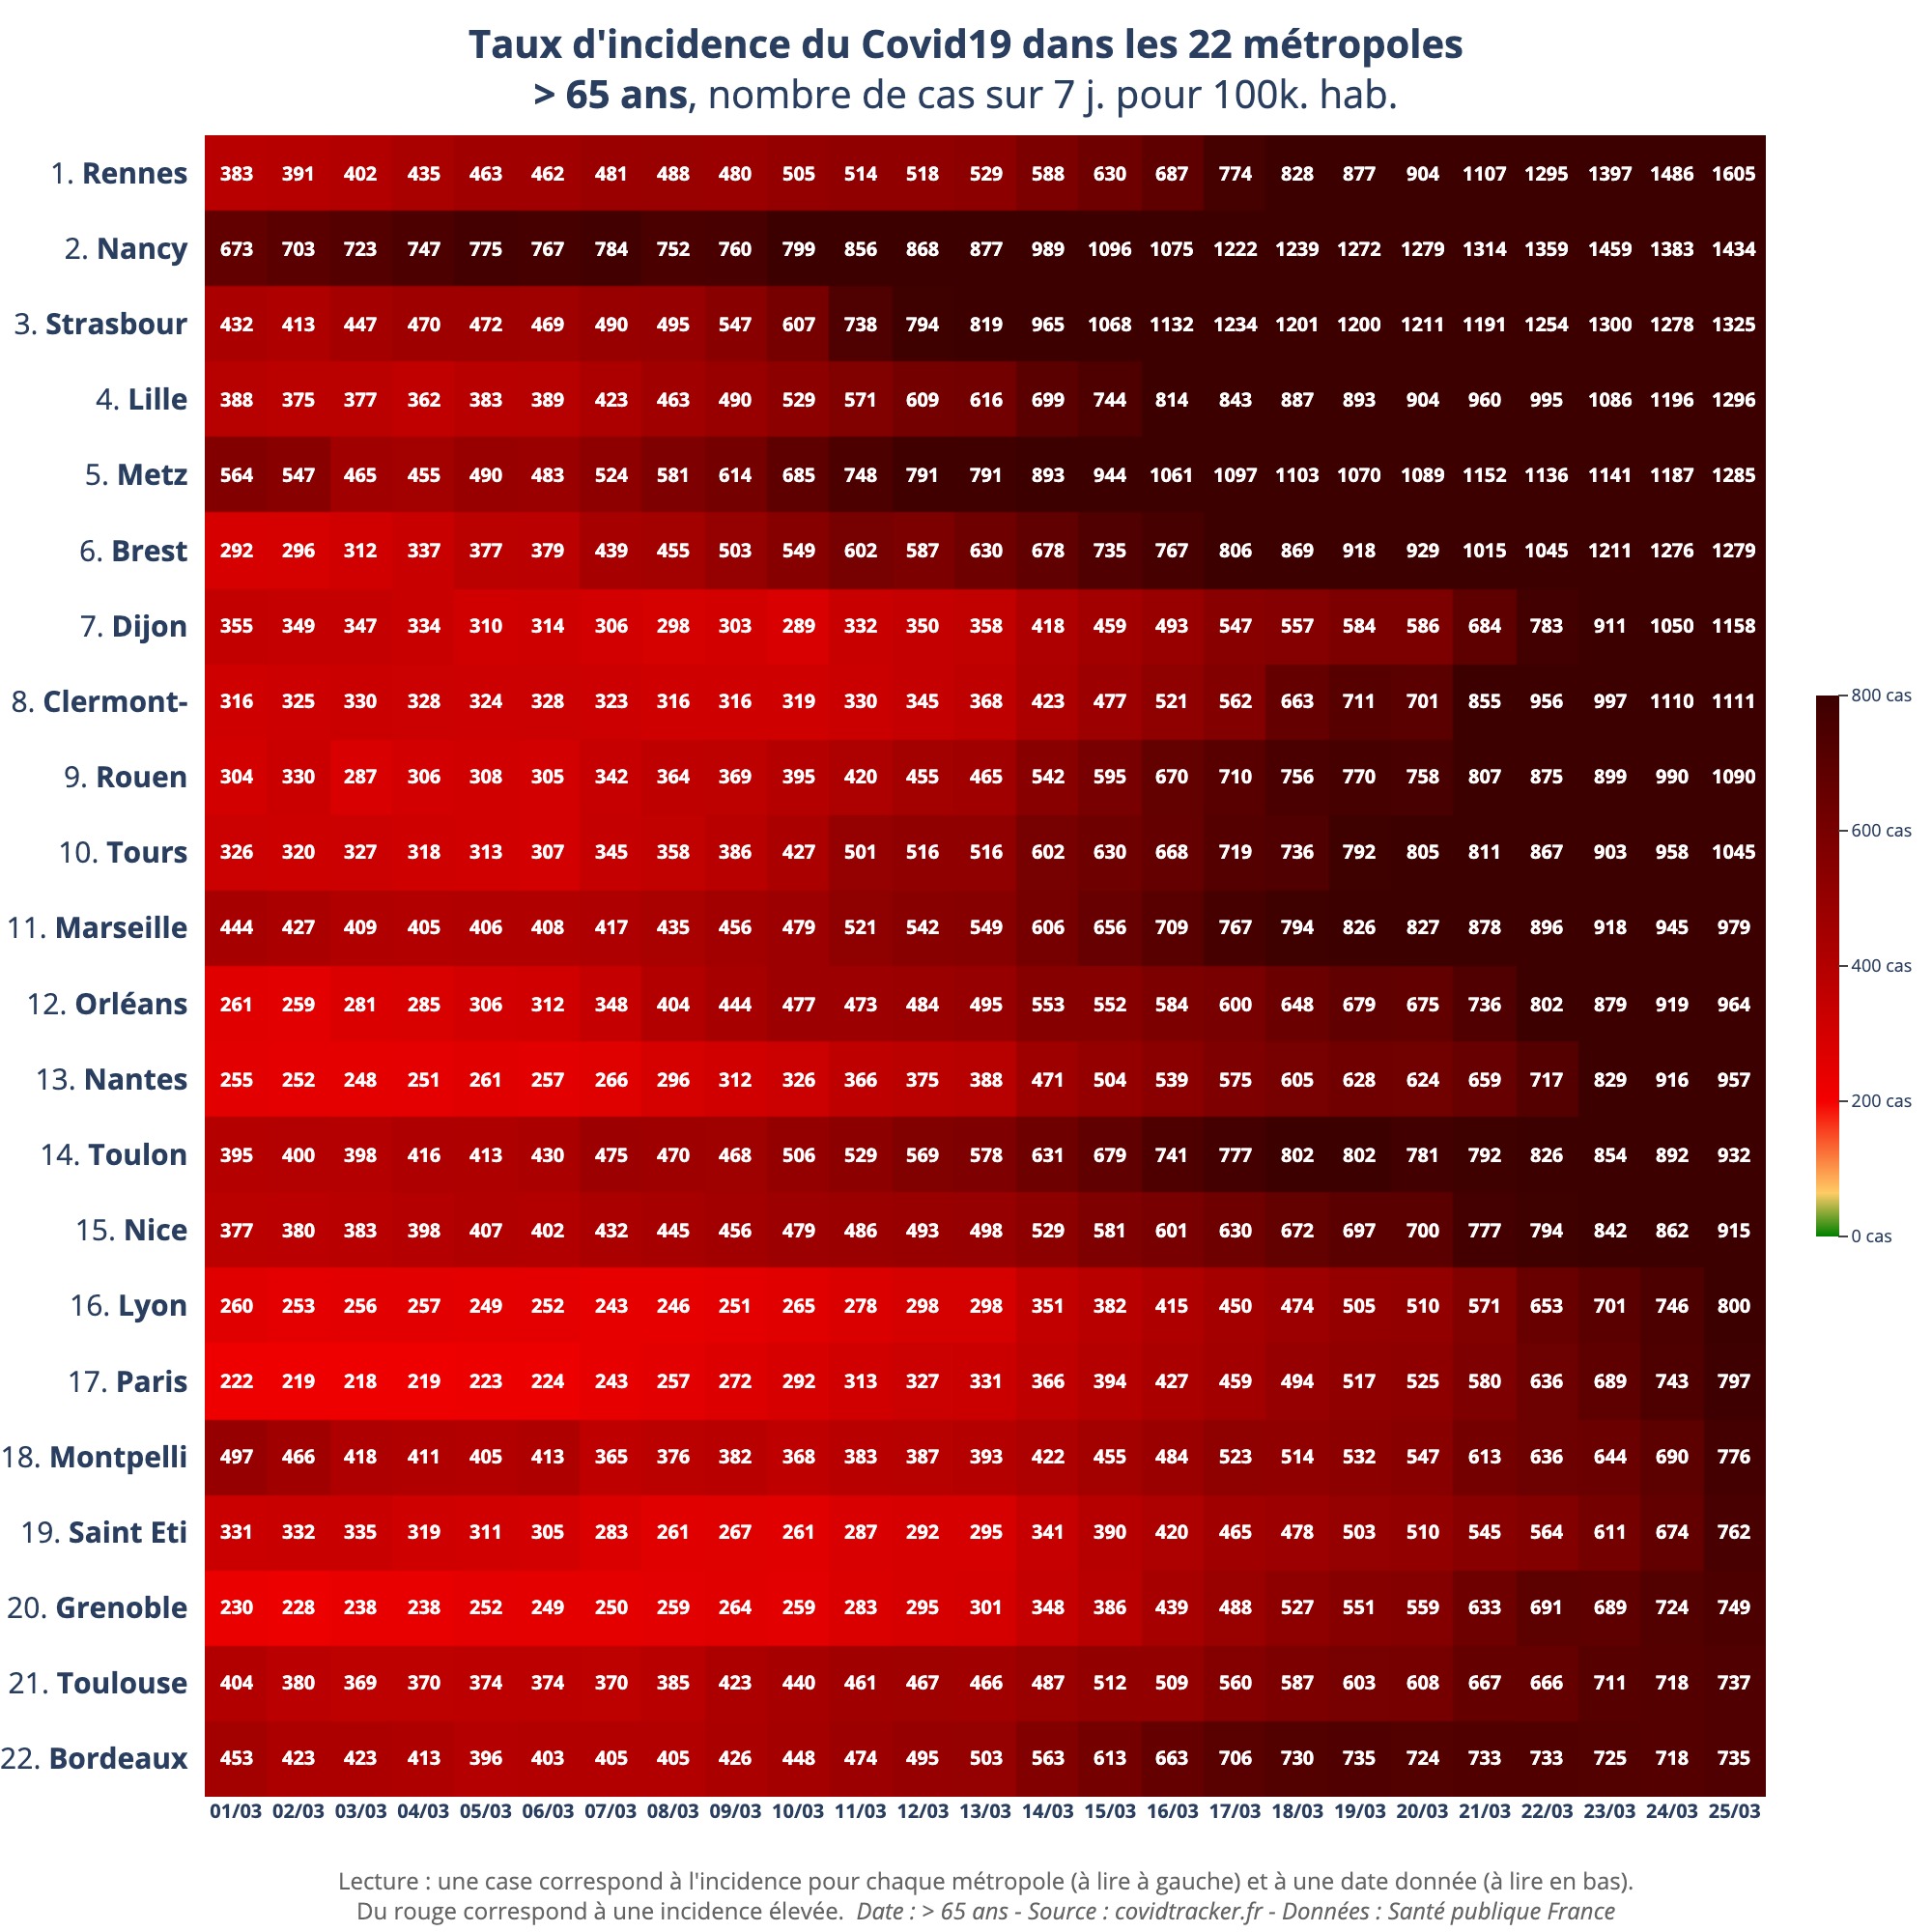 Taux d'incidence du Covid19 dans les 22 métropoles
> 65 ans, nombre de cas sur 7 j. pour 100k. hab.
1. Rennes 383 391 402 435 463 462 481 488 480 505 514 518 529 588 630 687 774 828 877 904 1107 1295 1397 1486 1605
2. Nancy 673 703 723 747 775 767 784 752 760 799 856 868 877 989 1096 1075 1222 1239 1272 1279 1314 1359 1459 1383 1434
3. Strasbour 432 413 447 470 472 469 490 495 547 607 738 794 819 965 1068 1132 1234 1201 1200 1211 1191 1254 1300 1278 1325
4. Lille 388 375 377 362 383 389 423 463 490 529 571 609 616 699 744 814 843 887 893 904 960 995 1086 1196 1296
5. Metz 564 547 465 455 490 483 524 581 614 685 748 791 791 893 944 1061 1097 1103 1070 1089 1152 1136 1141 1187 1285
6. Brest 292 296 312 337 377 379 439 455 503 549 602 587 630 678 735 767 806 869 918 929 1015 1045 1211 1276 1279
7. Dijon 355 349 347 334 310 314 306 298 303 289 332 350 358 418 459 493 547 557 584 586 684 783 911 1050 1158
8. Clermont- 316 325 330 328 324 328 323 316 316 319 330 345 368 423 477 521 562 663 711 701 855 956 997 1110 1111
800 cas
9. Rouen 304 330 287 306 308 305 342 364 369 395 420 455 465 542 595 670 710 756 770 758 807 875 899 990 1090
600 cas
10. Tours 326 320 327 318 313 307 345 358 386 427 501 516 516 602 630 668 719 736 792 805 811 867 903 958 1045
11. Marseille 444 427 409 405 406 408 417 435 456 479 521 542 549 606 656 709 767 794 826 827 878 896 918 945 979
400 cas
12. Orléans 261 259 281 285 306 312 348 404 444 477 473 484 495 553 552 584 600 648 679 675 736 802 879 919 964
13. Nantes 255 252 248 251 261 257 266 296 312 326 366 375 388 471 504 539 575 605 628 624 659 717 829 916 957
200 cas
14. Toulon 395 400 398 416 413 430 475 470 468 506 529 569 578 631 679 741 777 802 802 781 792 826 854 892 932
15. Nice 377 380 383 398 407 402 432 445 456 479 486 493 498 529 581 601 630 672 697 700 777 794 842 862 915
0 cas
16. Lyon 260 253 256 257 249 252 243 246 251 265 278 298 298 351 382 415 450 474 505 510 571 653 701 746 800
17. Paris 222 219 218 219 223 224 243 257 272 292 313 327 331 366 394 427 459 494 517 525 580 636 689 743 797
18. Montpelli 497 466 418 411 405 413 365 376 382 368 383 387 393 422 455 484 523 514 532 547 613 636 644 690 776
19. Saint Eti 331 332 335 319 311 305 283 261 267 261 287 292 295 341 390 420 465 478 503 510 545 564 611 674 762
20. Grenoble 230 228 238 238 252 249 250 259 264 259 283 295 301 348 386 439 488 527 551 559 633 691 689 724 749
21. Toulouse 404 380 369 370 374 374 370 385 423 440 461 467 466 487 512 509 560 587 603 608 667 666 711 718 737
22. Bordeaux 453 423 423 413 396 403 405 405 426 448 474 495 503 563 613 663 706 730 735 724 733 733 725 718 735
01/03 02/03 03/03 04/03 05/03 06/03 07/03 08/03 09/03 10/03 11/03 12/03 13/03 14/03 15/03 16/03 17/03 18/03 19/03 20/03 21/03 22/03 23/03 24/03 25/03
Lecture : une case correspond à l'incidence pour chaque métropole (à lire à gauche) et à une date donnée (à lire en bas).
Du rouge correspond à une incidence élevée. Date : > 65 ans - Source : covidtracker.fr - Données : Santé publique France